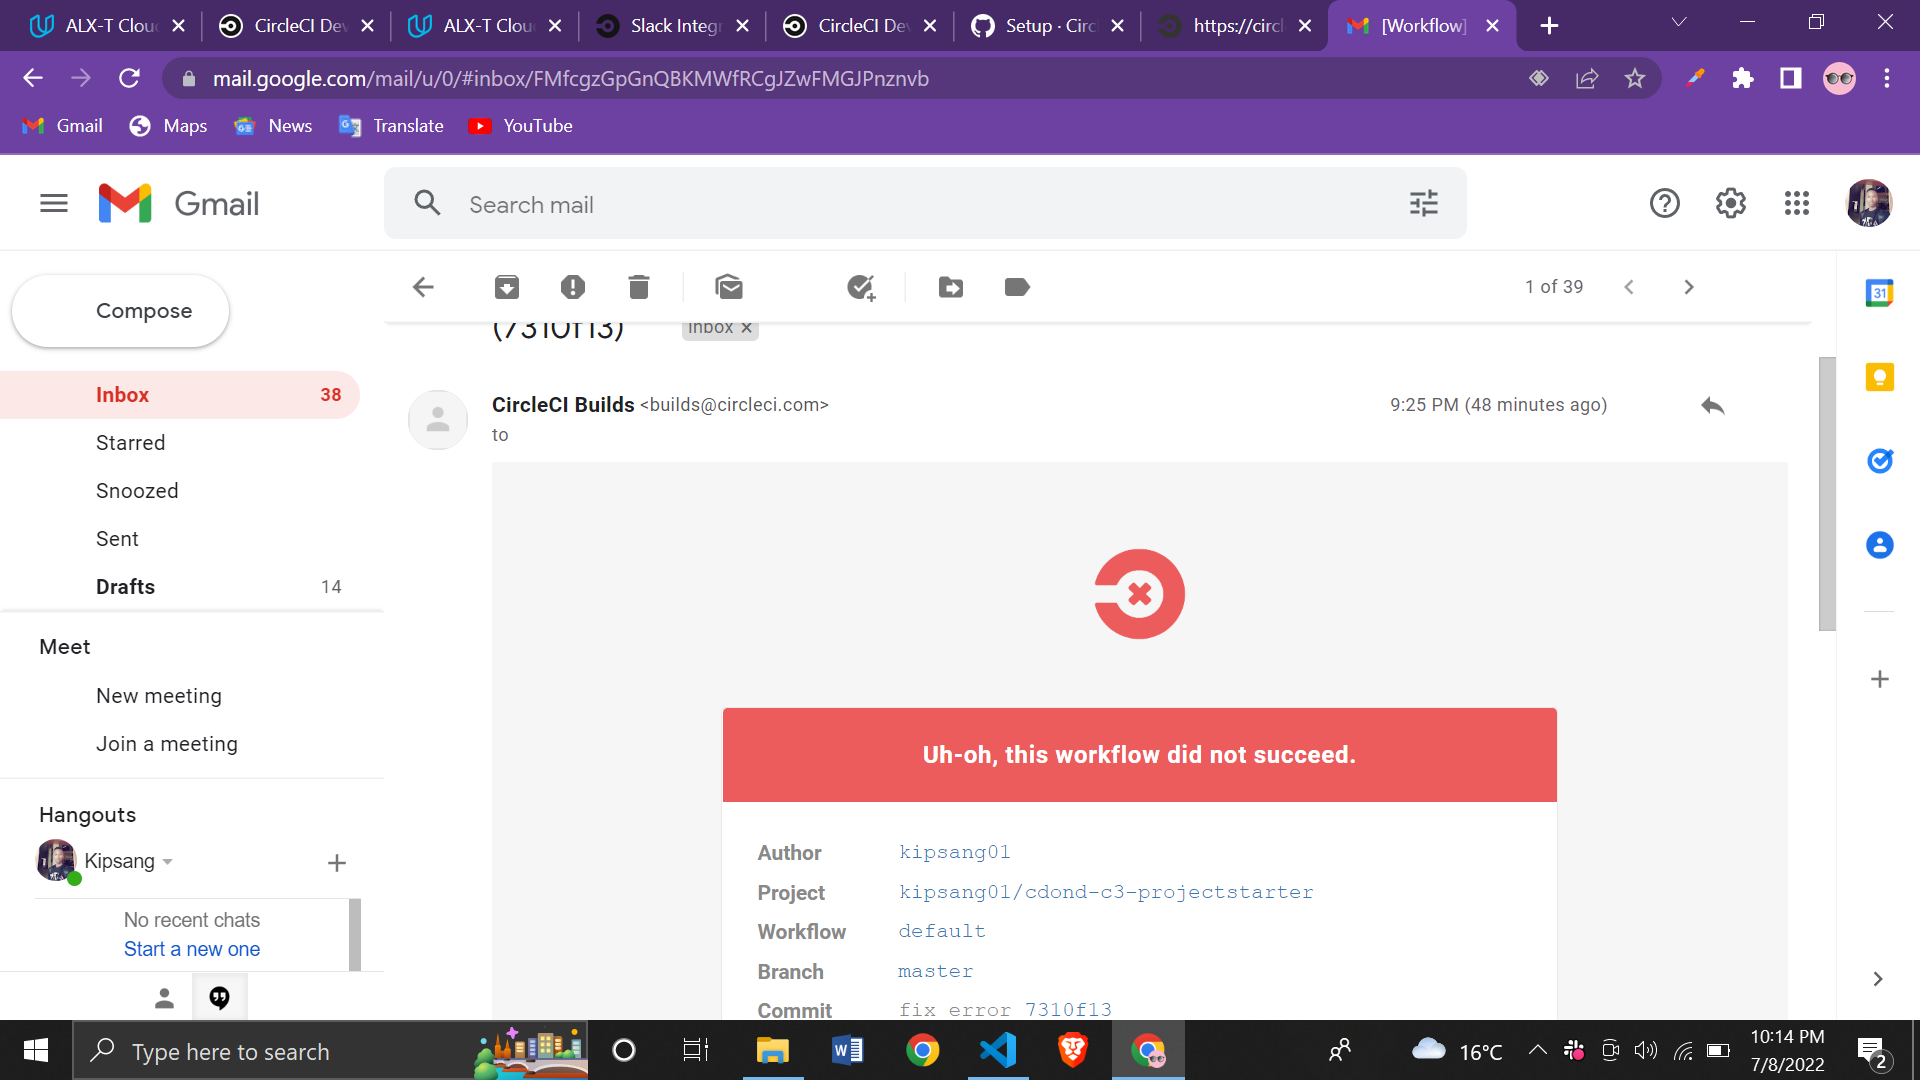 ALX-T Clou
CircleCI De
ALX-T Clou
Slack Integr
CircleCI De
Setup · Circ
https://circl
[Workflow]
mail.google.com/mail/u/0/#inbox/FMfcgzGpGnQBKMWfRCgJZwFMGJPnznvb
Gmail
Maps
News
Translate
YouTube
Gmail
Search mail
Compose
1 of 39
(7310f13)
Inbox
Inbox 38
Starred
Snoozed
Sent
Drafts 14
CircleCI Builds <builds@circleci.com>
9:25 PM (48 minutes ago)
to
31
Meet
New meeting
Join a meeting
Hangouts
Kipsang
No recent chats
Start a new one
Uh-oh, this workflow did not succeed.
Author kipsang01
Project kipsang01/cdond-c3-projectstarter
Workflow default
Branch master
Commit fix error 7310f13
Type here to search
16°C
10:14 PM
7/8/2022
2